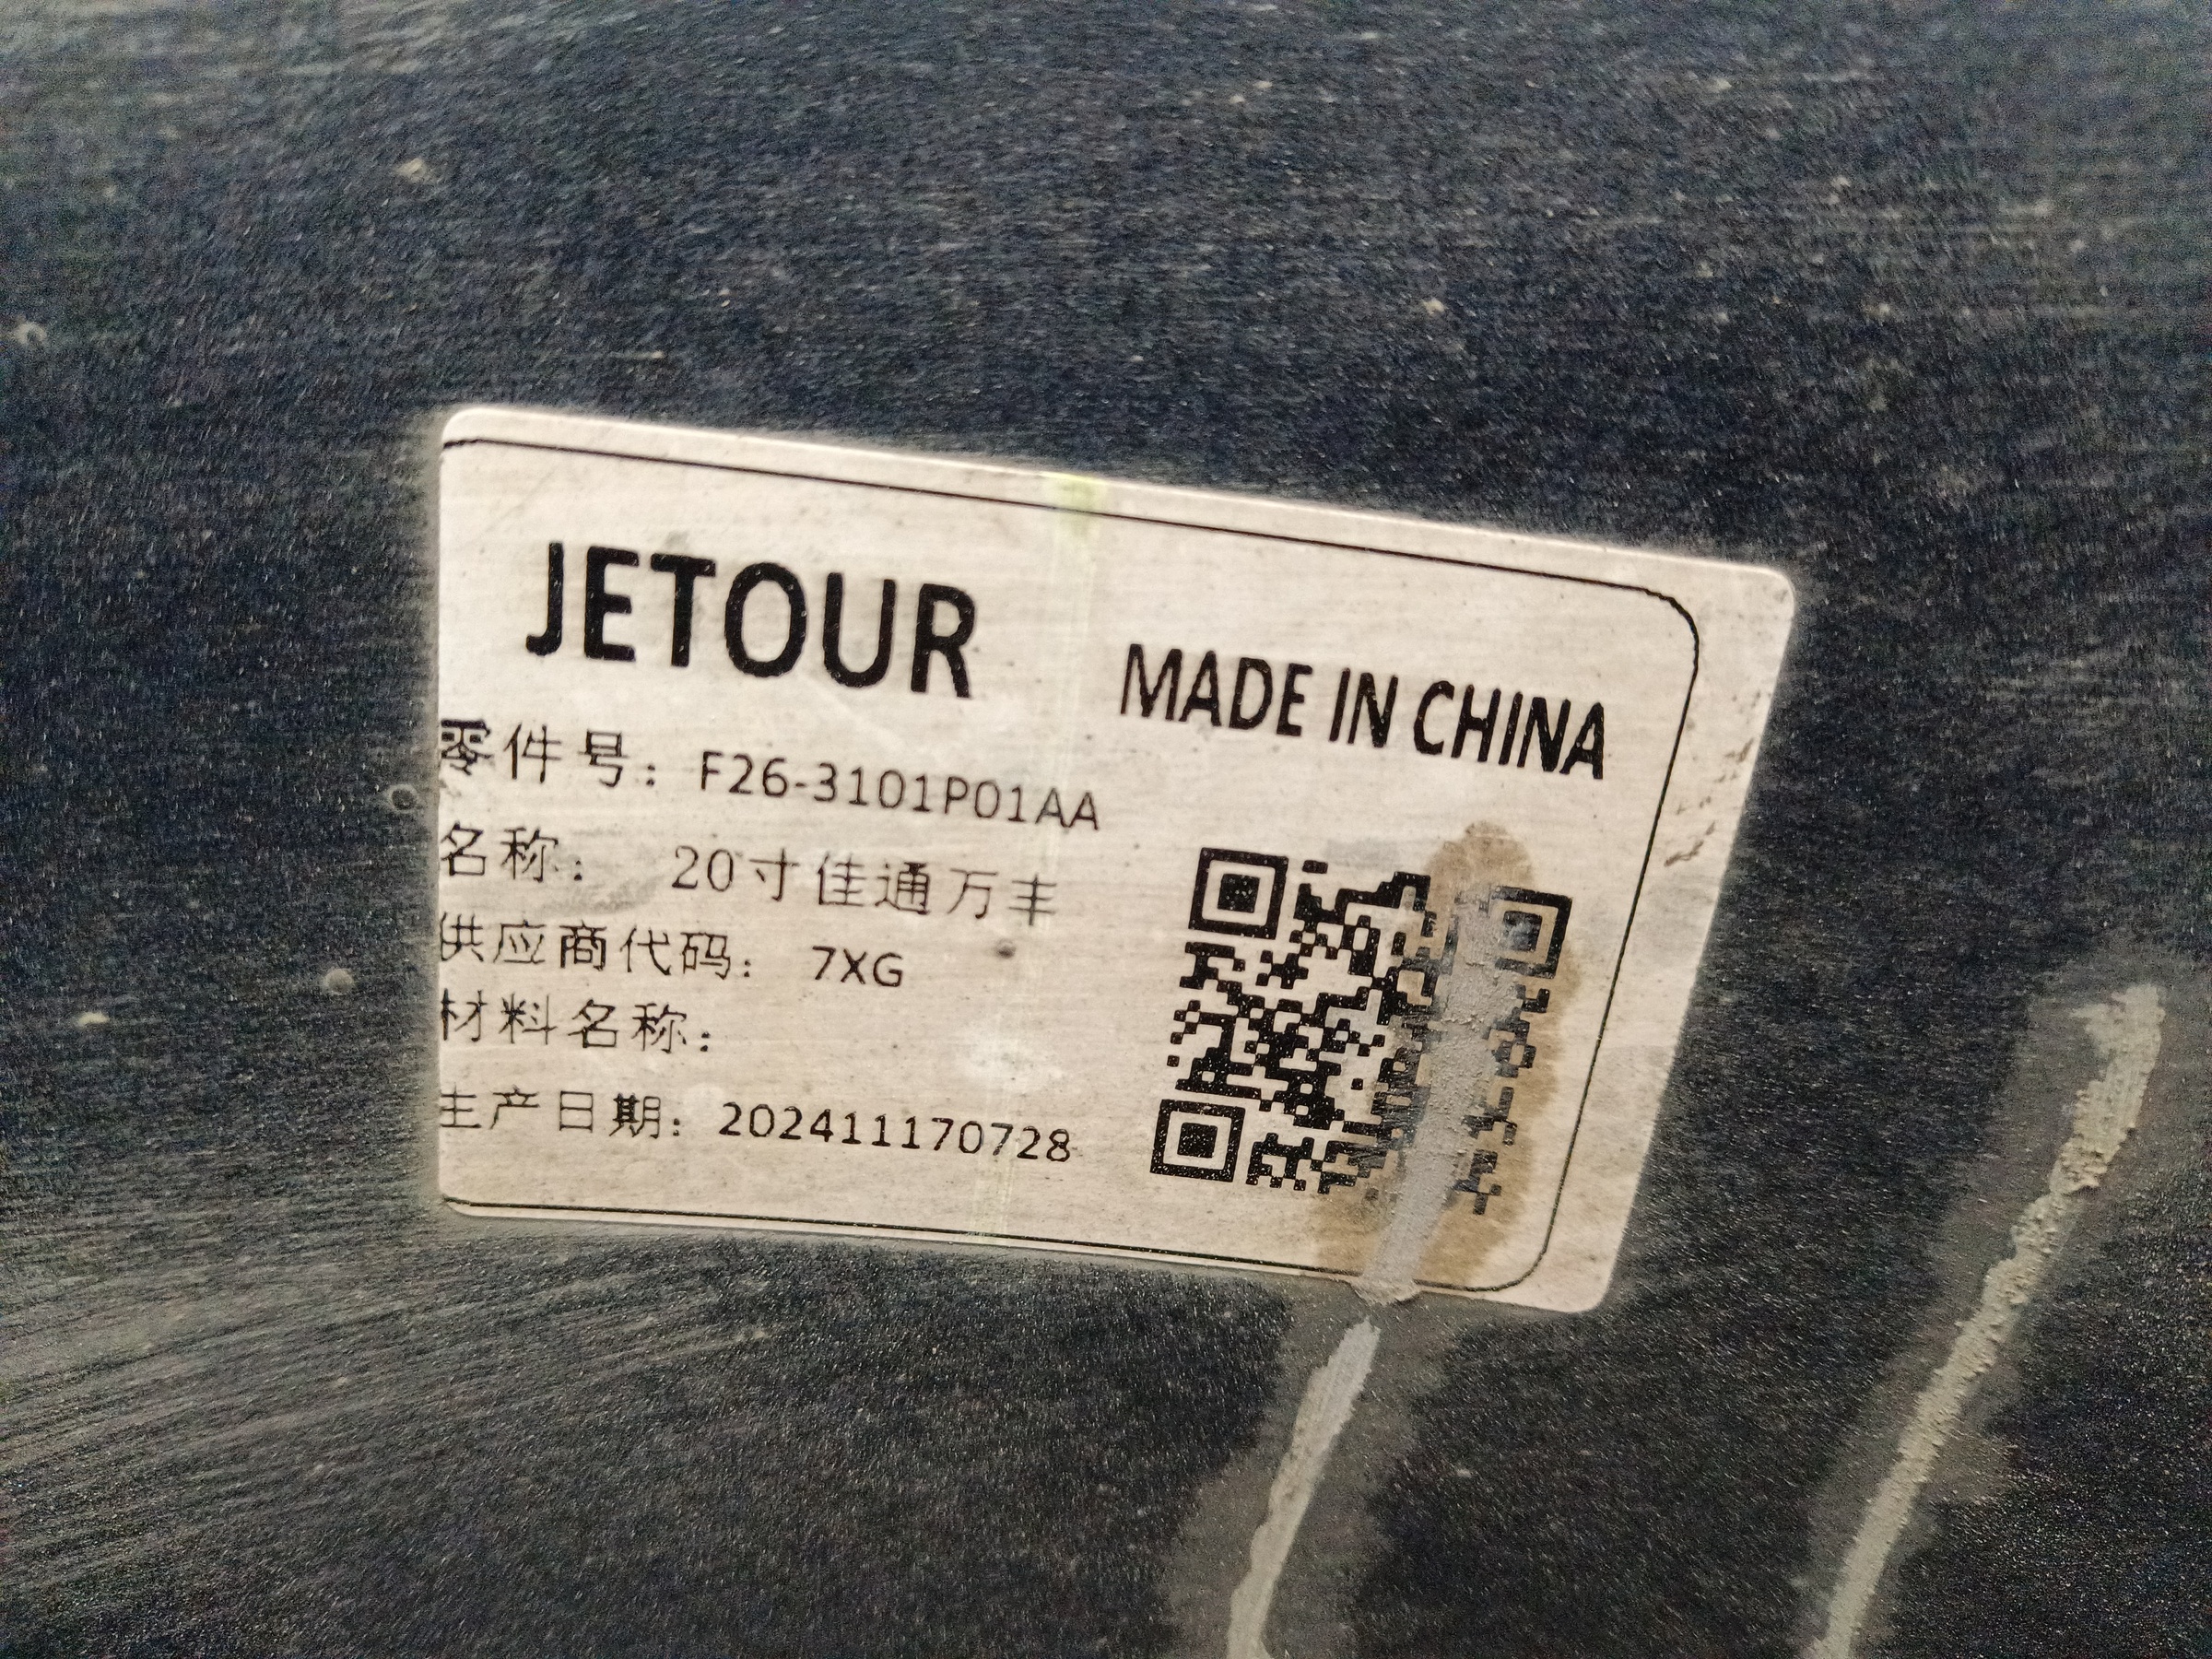 JETOUR
MADE IN CHINA
零件号：F26-3101P01AA
名称： 20寸佳通万丰
供应商代码： 7XG
材料名称：
生产日期：202411170728